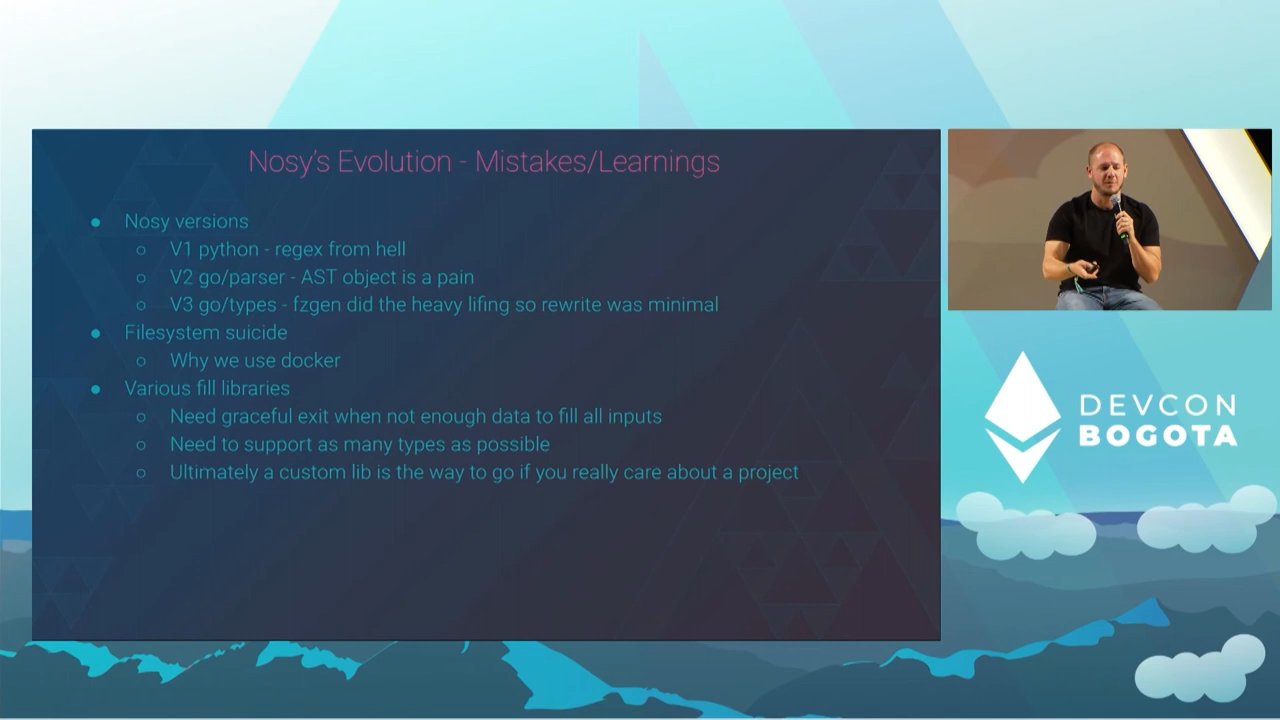 Nosy's Evolution - Mistakes/Learnings
● Nosy versions
○ V1 python - regex from hell
○ V2 go/parser - AST object is a pain
○ V3 go/types - fzgen did the heavy lifing so rewrite was minimal
● Filesystem suicide
○ Why we use docker
● Various fill libraries
○ Need graceful exit when not enough data to fill all inputs
○ Need to support as many types as possible
○ Ultimately a custom lib is the way to go if you really care about a project
DEVCON
BOGOTA